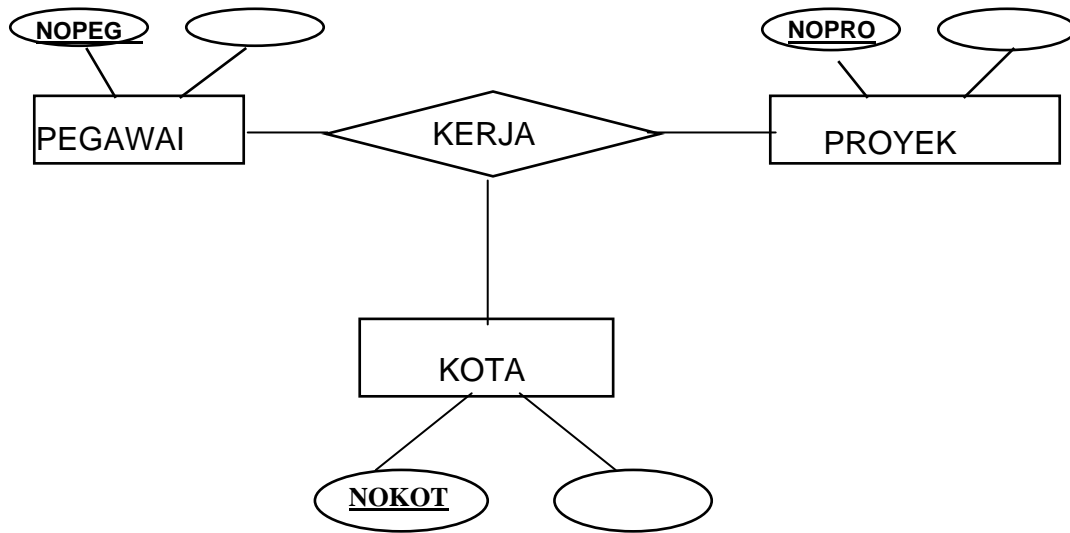 NOPEG
NOPRO
PEGAWAI
KERJA
PROYEK
KOTA
NOKOT